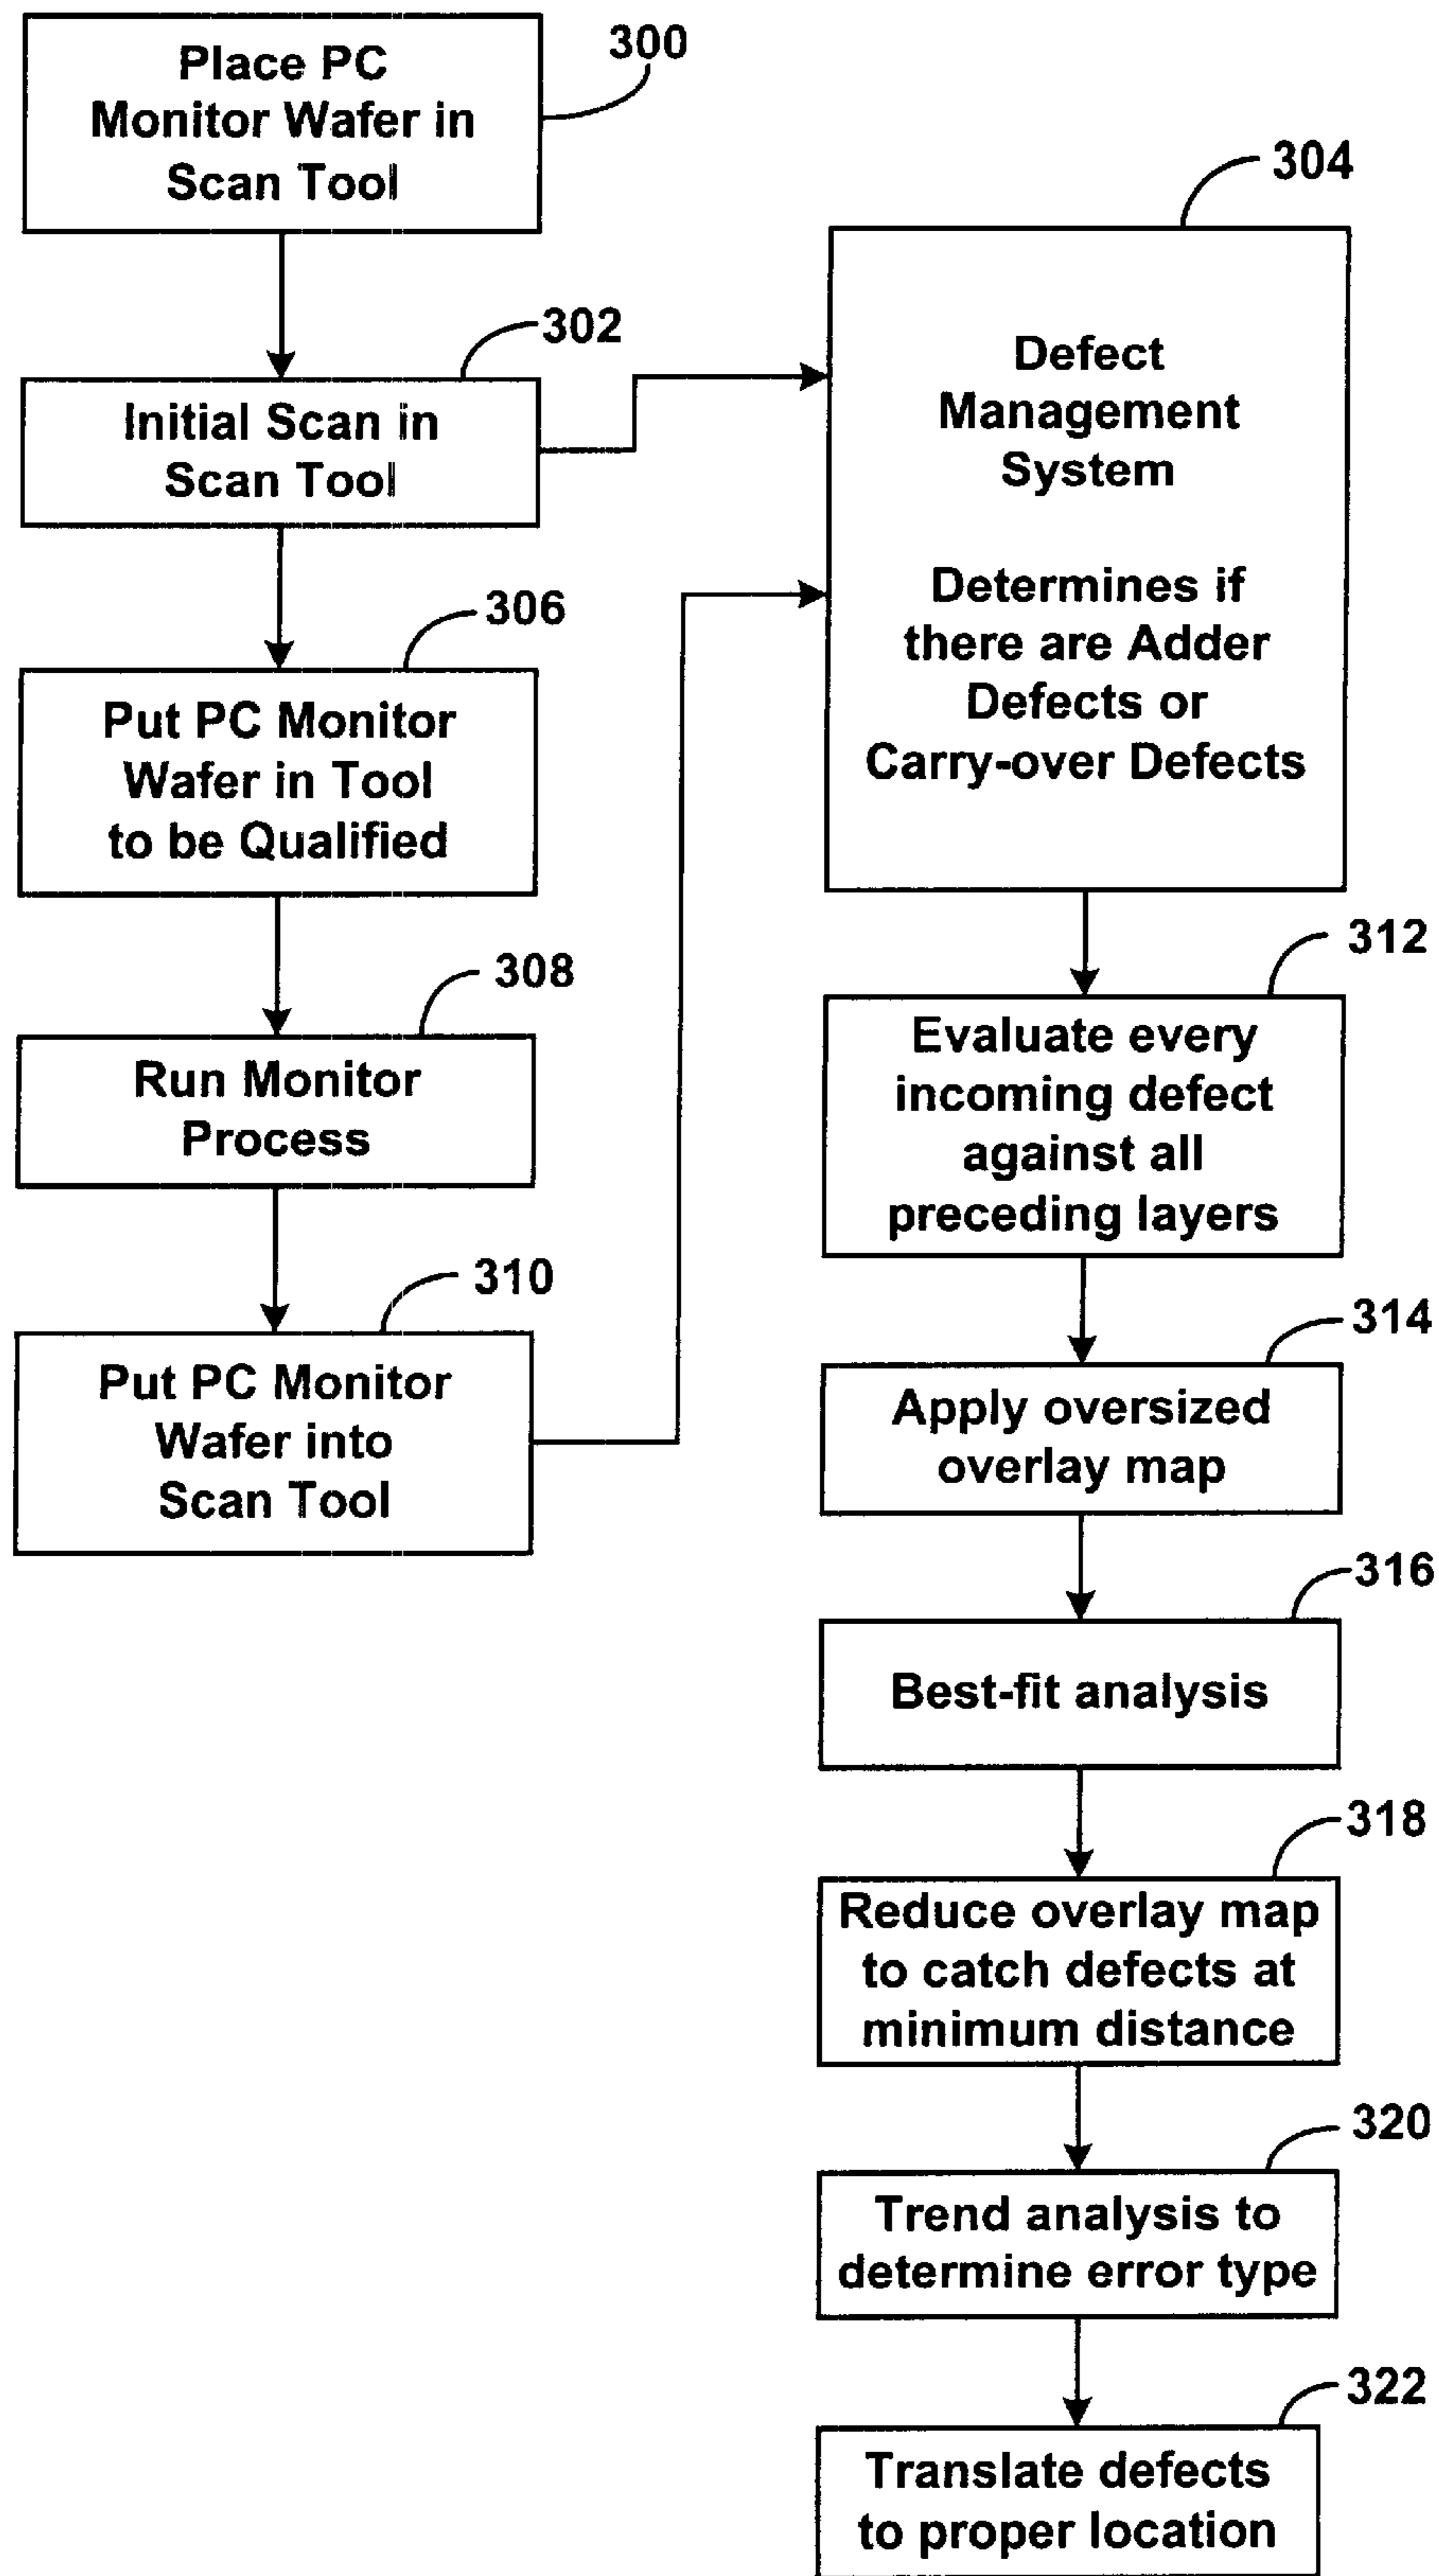 Place PC
Monitor Wafer in
Scan Tool
300
302
Initial Scan in
Scan Tool
306
Put PC Monitor
Wafer in Tool
to be Qualified
308
Run Monitor
Process
310
Put PC Monitor
Wafer into
Scan Tool
304
Defect
Management
System
Determines if
there are Adder
Defects or
Carry-over Defects
312
Evaluate every
incoming defect
against all
preceding layers
314
Apply oversized
overlay map
316
Best-fit analysis
318
Reduce overlay map
to catch defects at
minimum distance
320
Trend analysis to
determine error type
322
Translate defects
to proper location